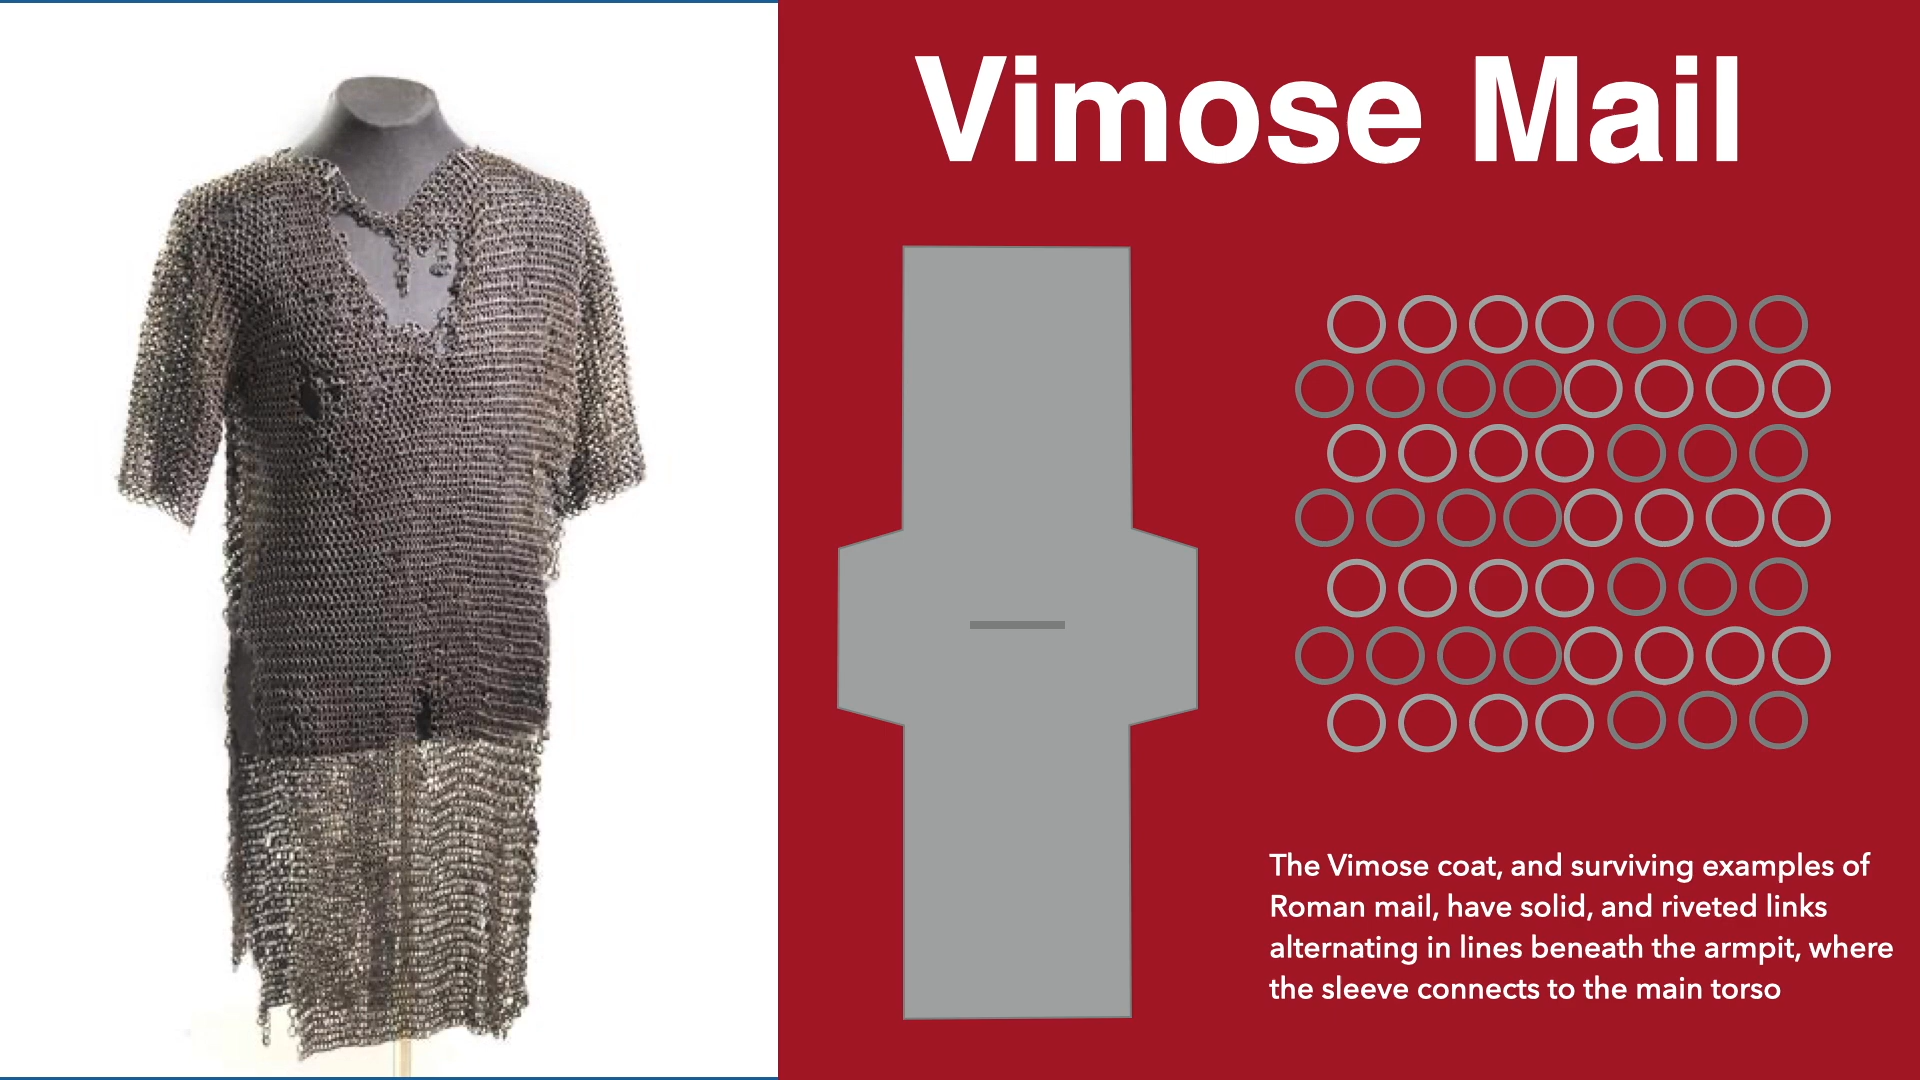 Vimose Mail
The Vimose coat, and surviving examples of
Roman mail, have solid, and riveted links
alternating in lines beneath the armpit, where
the sleeve connects to the main torso